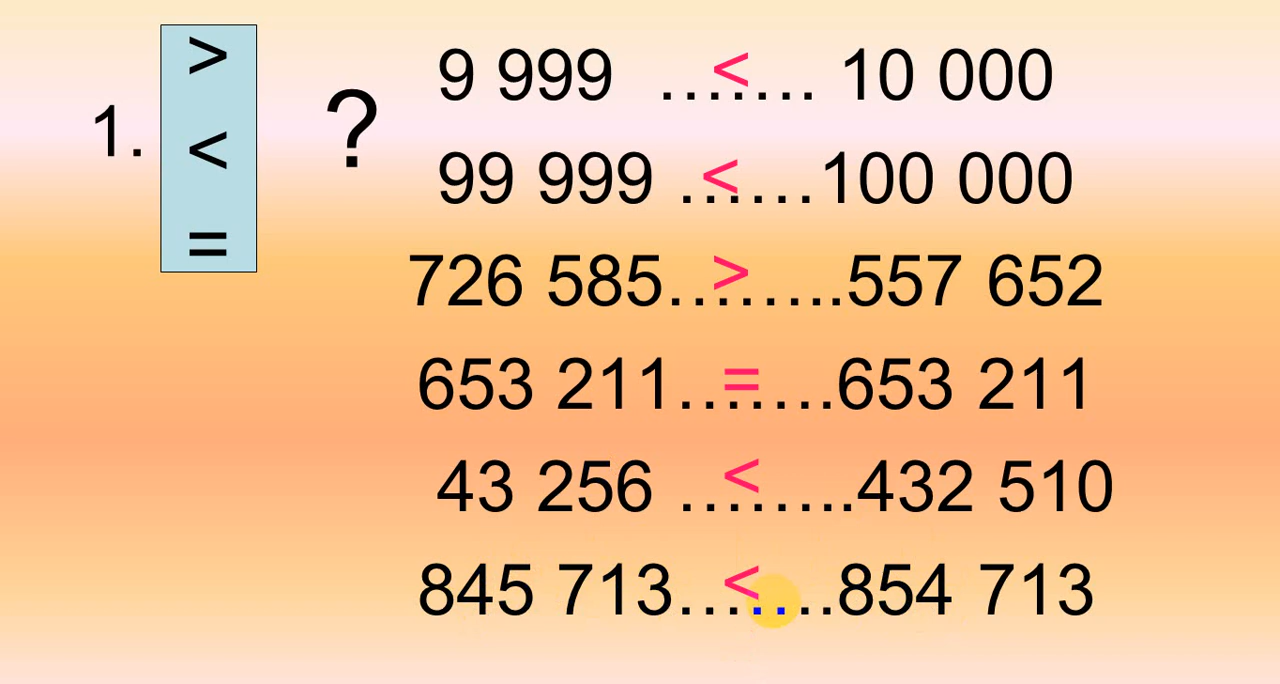 1. > < = ?
9 999 ....<... 10 000
99 999 .<.....100 000
726 585...>.....557 652
653 211...=....653 211
43 256 ...<.....432 510
845 713...<....854 713